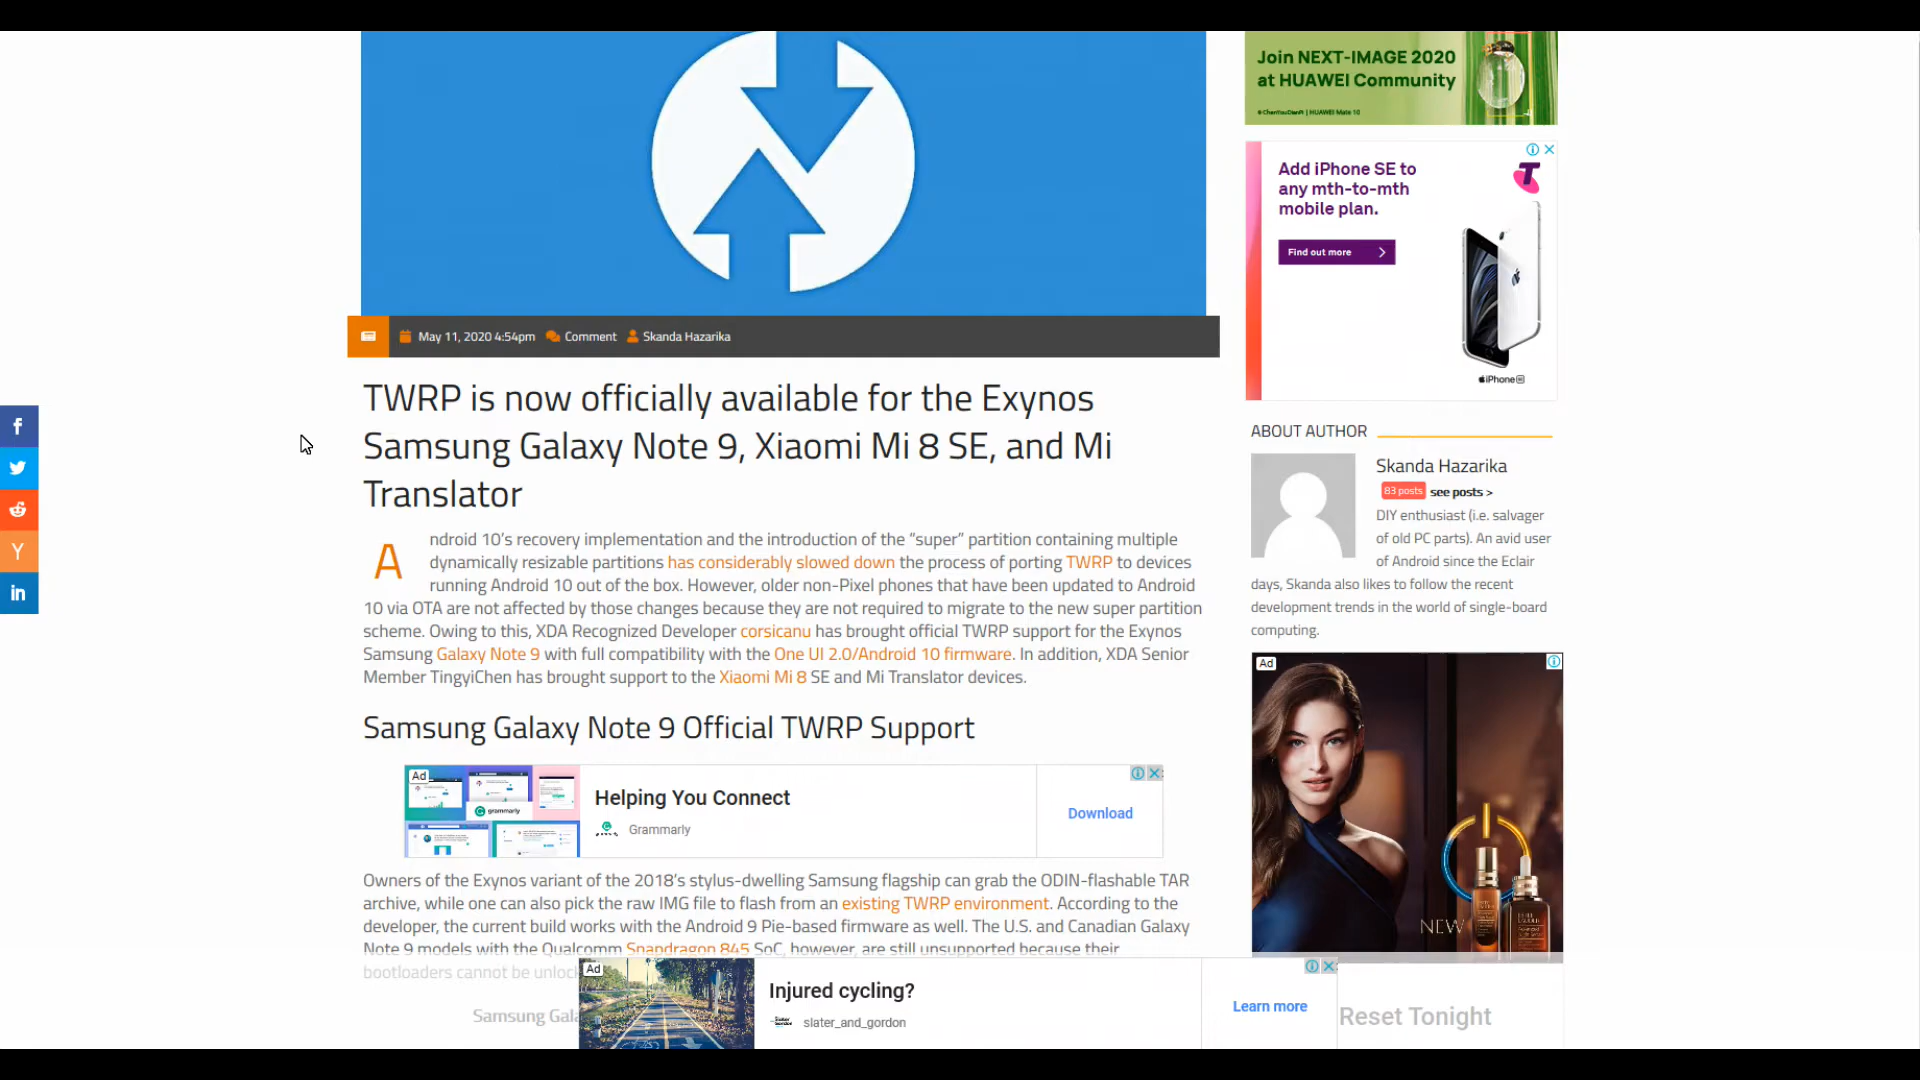 Join NEXT-IMAGE 2020
at HUAWEI Community
Add iPhone SE to
any mth-to-mth
mobile plan.
Find out more
iPhone SE
May 11, 2020 4:54pm Comment Skanda Hazarika
TWRP is now officially available for the Exynos
Samsung Galaxy Note 9, Xiaomi Mi 8 SE, and Mi
Translator
Android 10’s recovery implementation and the introduction of the “super” partition containing multiple
dynamically resizable partitions has considerably slowed down the process of porting TWRP to devices
running Android 10 out of the box. However, older non-Pixel phones that have been updated to Android
10 via OTA are not affected by those changes because they are not required to migrate to the new super partition
scheme. Owing to this, XDA Recognized Developer corsicanu has brought official TWRP support for the Exynos
Samsung Galaxy Note 9 with full compatibility with the One UI 2.0/Android 10 firmware. In addition, XDA Senior
Member TingyiChen has brought support to the Xiaomi Mi 8 SE and Mi Translator devices.
Samsung Galaxy Note 9 Official TWRP Support
Ad
grammarly
Helping You Connect
Grammarly
Download
Owners of the Exynos variant of the 2018’s stylus-dwelling Samsung flagship can grab the ODIN-flashable TAR
archive, while one can also pick the raw IMG file to flash from an existing TWRP environment. According to the
developer, the current build works with the Android 9 Pie-based firmware as well. The U.S. and Canadian Galaxy
Note 9 models with the Qualcomm Snapdragon 845 SoC, however, are still unsupported because their
bootloaders cannot be
Samsung
ABOUT AUTHOR
Skanda Hazarika
83 posts see posts >
DIY enthusiast (i.e. salvager
of old PC parts). An avid user
of Android since the Eclair
days, Skanda also likes to follow the recent
development trends in the world of single-board
computing.
Ad
NEW
Reset Tonight
Ad
Injured cycling?
slater_and_gordon
Learn more
f
Y
in